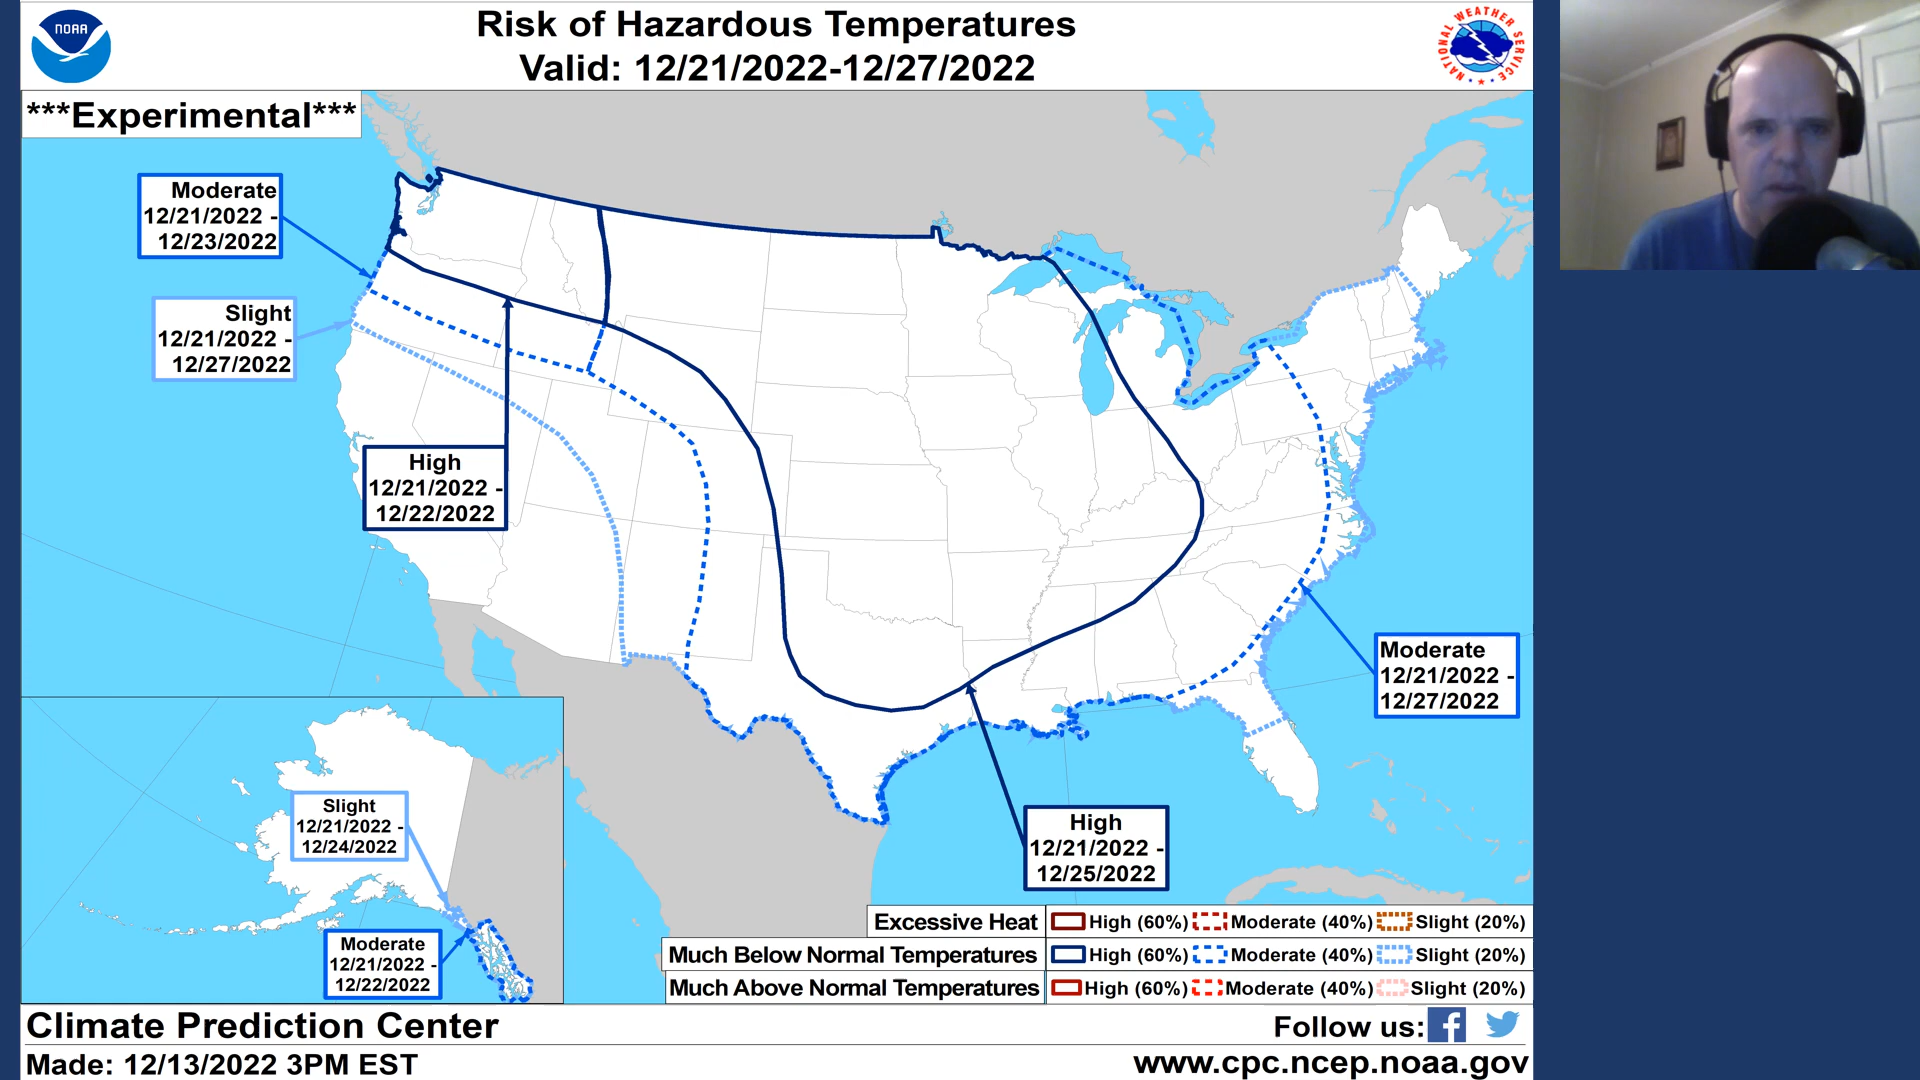 NOAA
Risk of Hazardous Temperatures
Valid: 12/21/2022-12/27/2022
NATIONAL WEATHER SERVICE
***Experimental***
Moderate
12/21/2022 -
12/23/2022
Slight
12/21/2022 -
12/27/2022
High
12/21/2022 -
12/22/2022
Moderate
12/21/2022 -
12/27/2022
High
12/21/2022 -
12/25/2022
Slight
12/21/2022 -
12/24/2022
Moderate
12/21/2022 -
12/22/2022
Excessive Heat High (60%) Moderate (40%) Slight (20%)
Much Below Normal Temperatures High (60%) Moderate (40%) Slight (20%)
Much Above Normal Temperatures High (60%) Moderate (40%) Slight (20%)
Climate Prediction Center
Follow us:
Made: 12/13/2022 3PM EST
www.cpc.ncep.noaa.gov